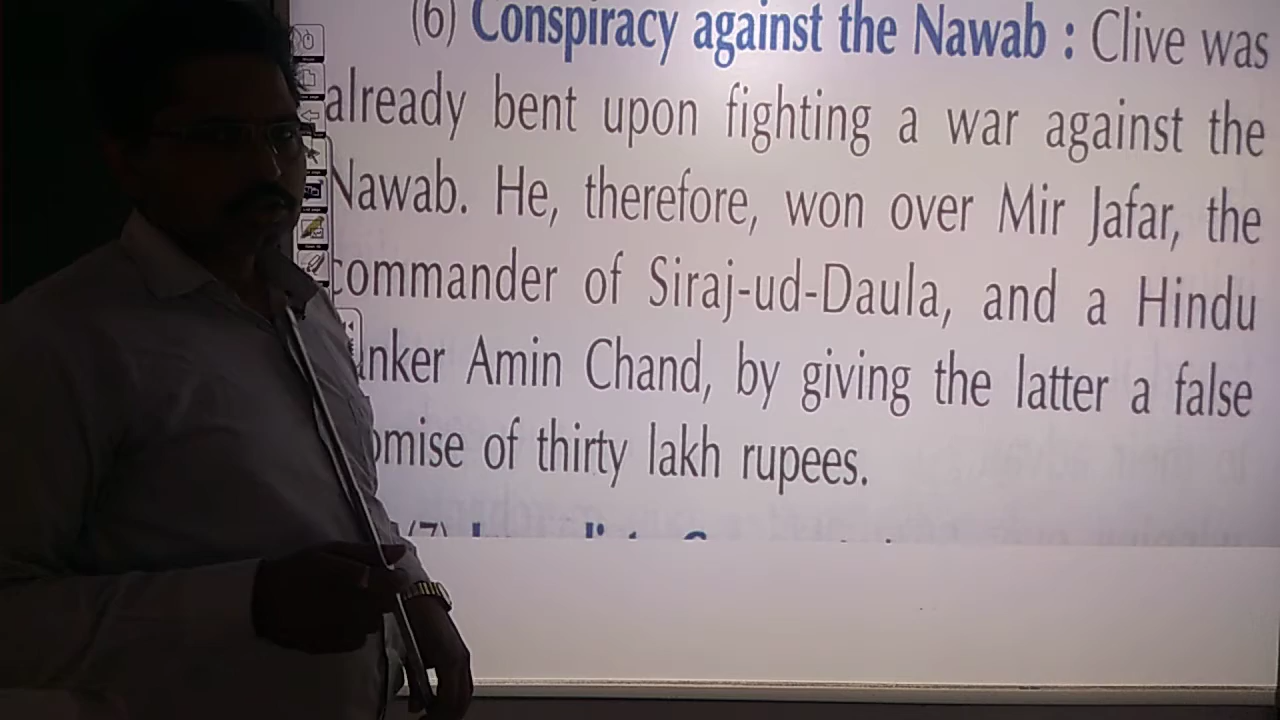 (6) Conspiracy against the Nawab : Clive was
already bent upon fighting a war against the
Nawab. He, therefore, won over Mir Jafar, the
commander of Siraj-ud-Daula, and a Hindu
Amin Chand, by giving the latter a false
of thirty lakh rupees.
(7)